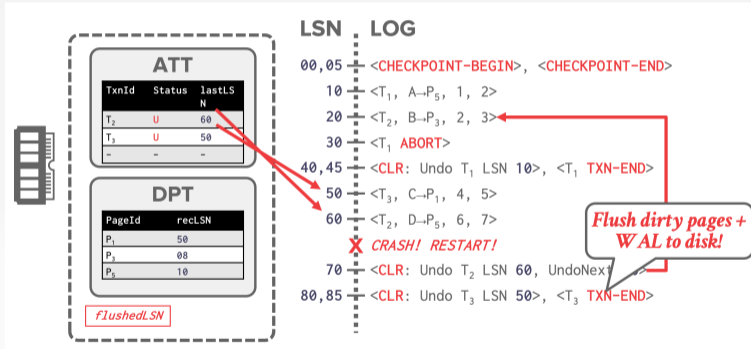 LSN LOG
ATT
TxnId Status lastLS
N
T₂ U 60
T₃ U 50
- - -
DPT
PageId recLSN
P₁ 50
P₃ 08
P₅ 10
flushedLSN
00,05 <CHECKPOINT-BEGIN>, <CHECKPOINT-END>
10 <T₁, A→P₅, 1, 2>
20 <T₂, B→P₃, 2, 3>
30 <T₁ ABORT>
40,45 <CLR: Undo T₁ LSN 10>, <T₁ TXN-END>
50 <T₃, C→P₁, 4, 5>
60 <T₂, D→P₅, 6, 7>
X CRASH! RESTART!
70 <CLR: Undo T₂ LSN 60, UndoNext
80,85 <CLR: Undo T₃ LSN 50>, <T₃ TXN-END>
Flush dirty pages +
WAL to disk!